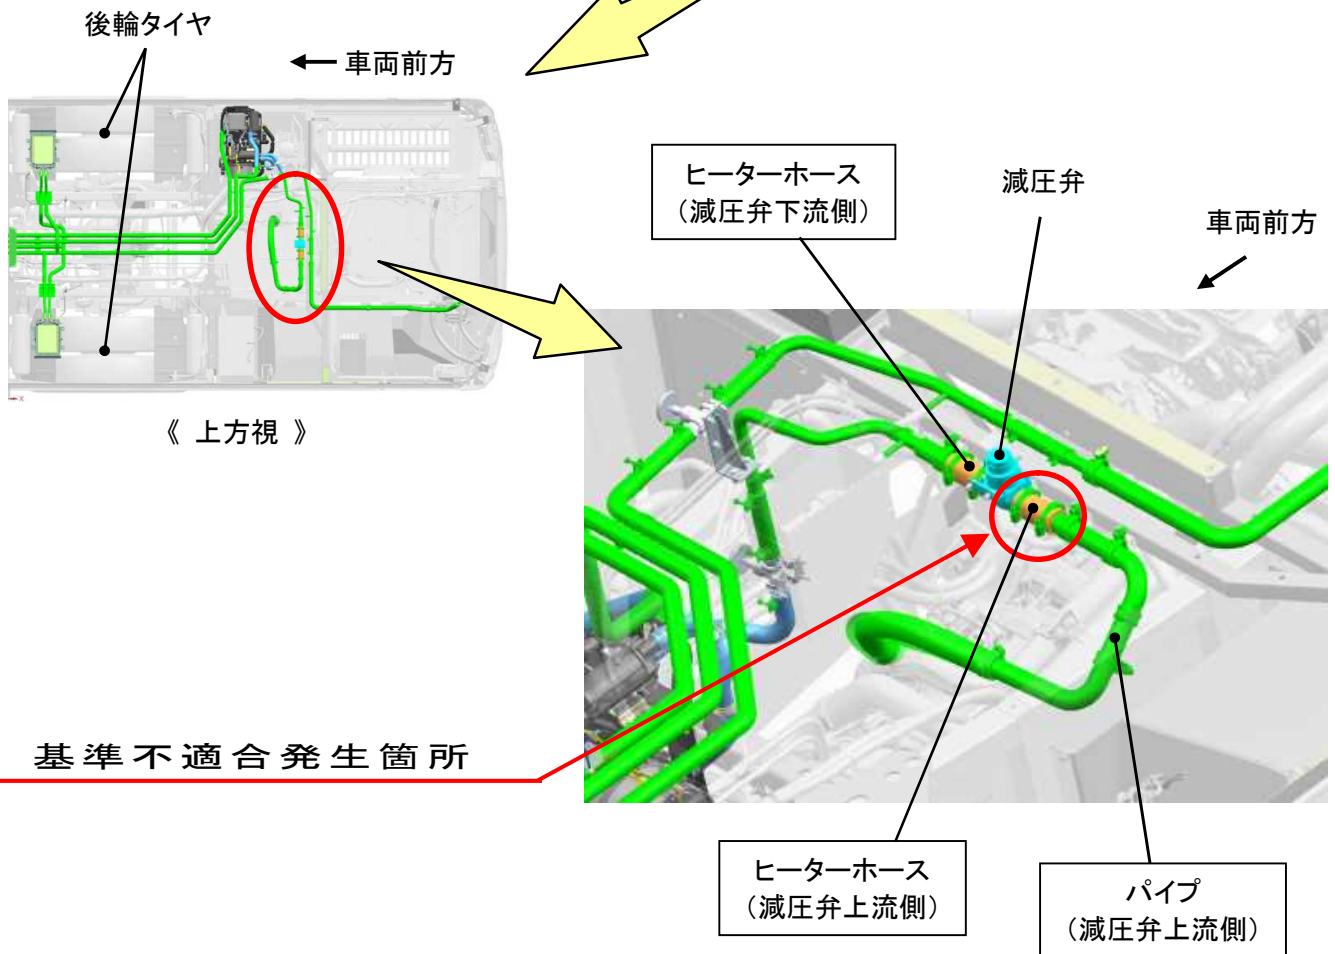 後輪タイヤ
← 車両前方
《 上方視 》
ヒーターホース
（減圧弁下流側）
減圧弁
車両前方
基準不適合発生箇所
ヒーターホース
（減圧弁上流側）
パイプ
（減圧弁上流側）